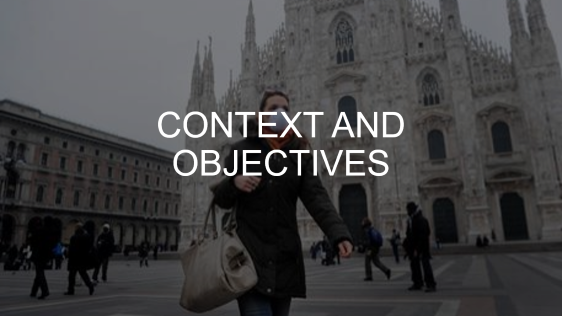 CONTEXT AND
OBJECTIVES